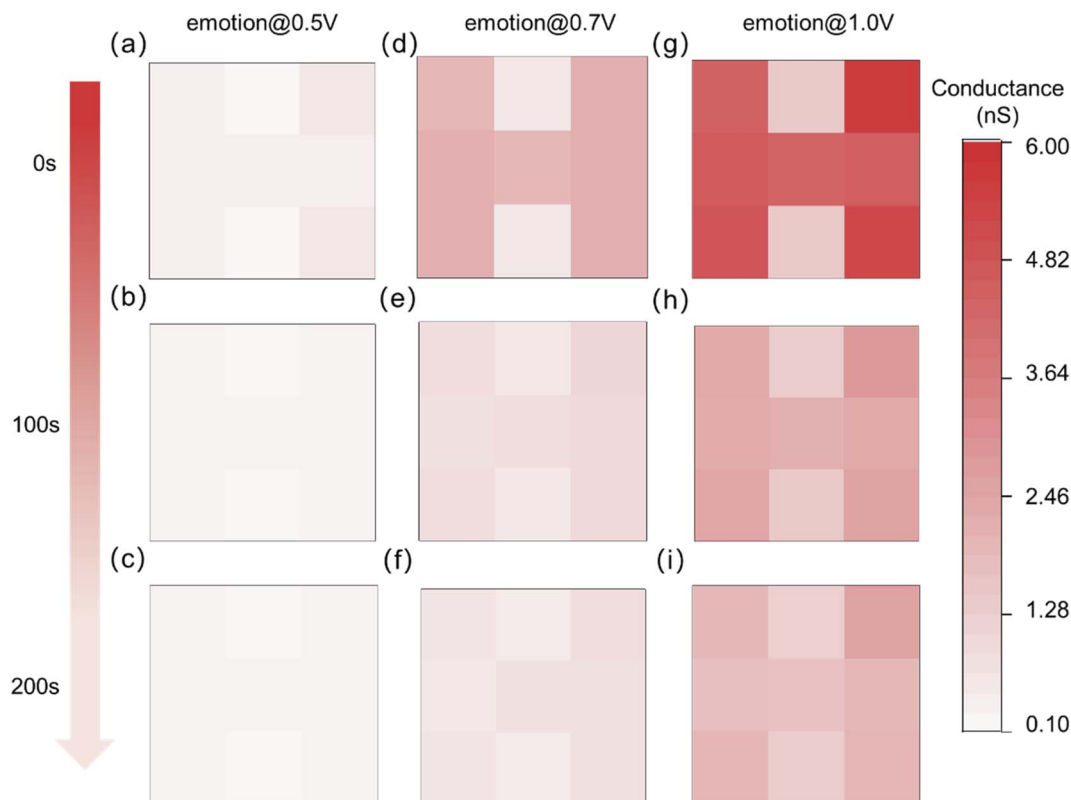 emotion@0.5V
emotion@0.7V
emotion@1.0V
(a)
(d)
(g)
Conductance
(nS)
6.00
0s
4.82
(b)
(e)
(h)
3.64
100s
2.46
(c)
(f)
(i)
1.28
200s
0.10